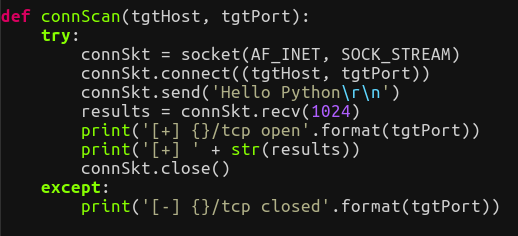 def connScan(tgtHost, tgtPort):
    try:
        connSkt = socket(AF_INET, SOCK_STREAM)
        connSkt.connect((tgtHost, tgtPort))
        connSkt.send('Hello Python\r\n')
        results = connSkt.recv(1024)
        print('[+] {}/tcp open'.format(tgtPort))
        print('[+] ' + str(results))
        connSkt.close()
    except:
        print('[-] {}/tcp closed'.format(tgtPort))